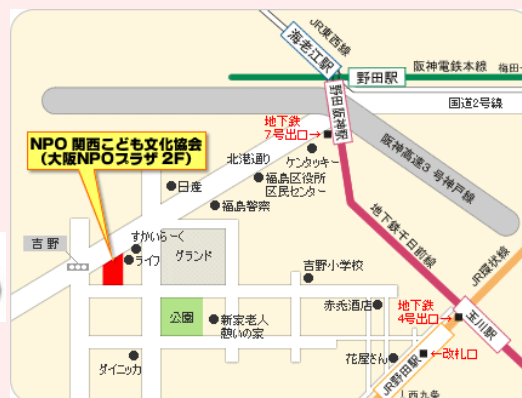 JR東西線
海老江駅
阪神電鉄本線
梅田
野田駅
国道2号線
野田阪神駅
地下鉄
7号出口→
阪神高速3号神戸線
NPO 関西こども文化協会
(大阪NPOプラザ 2F)
北港通り
ケンタッキー
福島区役所
区民センター
日産
福島警察
地下鉄千日前線
JR環状線
吉野
すかいらーく
ライフ
グランド
吉野小学校
赤兎酒店
地下鉄
4号出口→
玉川駅
公園
新家老人
憩いの家
ダイニッカ
花屋さん
←改札口
JR野田駅
西九条